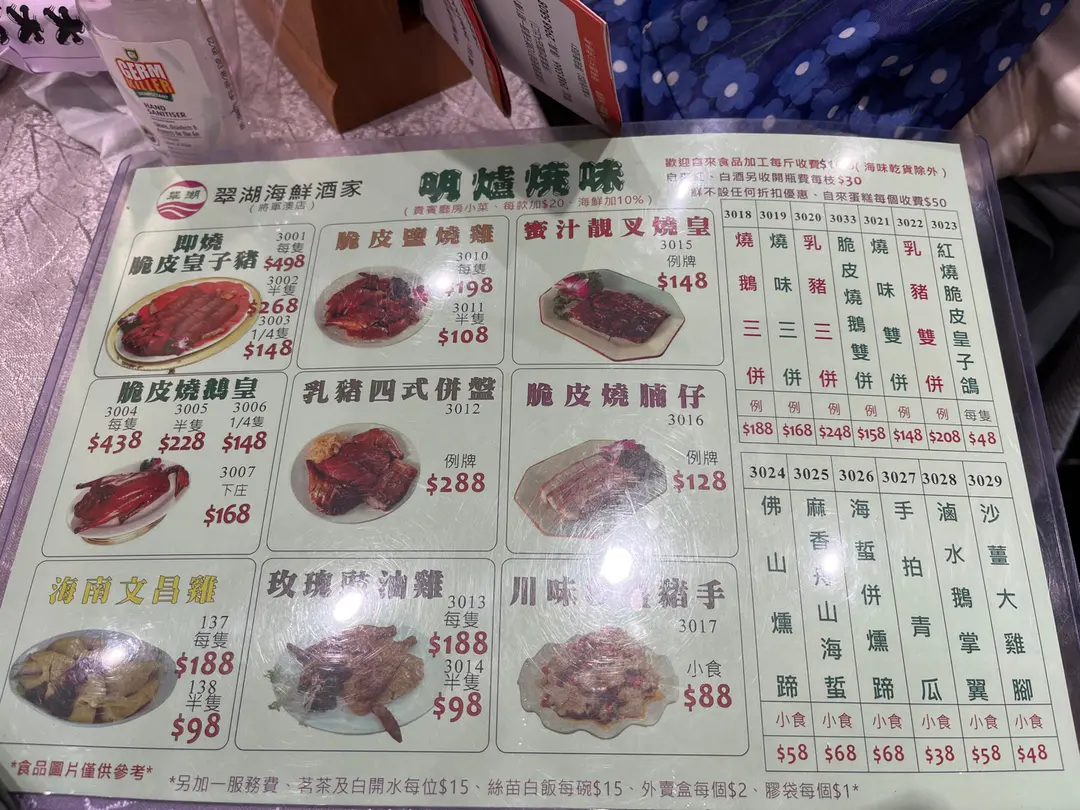 GERM
KILLER
HAND
SANITISER
翠湖
翠湖海鮮酒家
(將軍澳店)
明爐燒味
(貴賓廳房小菜、每款加$20、海鮮加10%)
歡迎自來食品加工每斤收費
(海味乾貨除外)
白酒另收開瓶費每枝$30
鮮不設任何折扣優惠、自來蛋糕每個收費$50
即燒
脆皮皇子豬
3001
每隻
$498
3002
半隻
$268
3003
1/4隻
$148
脆皮鹽燒雞
3010
每隻
$198
3011
半隻
$108
蜜汁靚叉燒皇
3015
例牌
$148
脆皮燒鵝皇
3004
每隻
$438
3005
半隻
$228
3006
1/4隻
$148
3007
下庄
$168
乳豬四式併盤
3012
例牌
$288
脆皮燒腩仔
3016
例牌
$128
海南文昌雞
137
每隻
$188
138
半隻
$98
玫瑰油雞
3013
每隻
$188
3014
半隻
$98
川味豬手
3017
小食
$88
3018
燒鵝三併
例
$188
3019
燒味三併
例
$168
3020
乳豬三併
例
$248
3033
脆皮燒鵝雙併
例
$158
3021
燒味雙併
例
$148
3022
乳豬雙併
例
$208
3023
紅燒脆皮皇子鴿
每隻
$48
3024
佛山燻蹄
小食
$58
3025
麻香山海蜇
小食
$68
3026
海蜇併燻蹄
小食
$68
3027
手拍青瓜
小食
$38
3028
滷水鵝掌翼
小食
$58
3029
沙薑大雞腳
小食
$48
*食品圖片僅供參考*
*另加一服務費、茗茶及白開水每位$15、絲苗白飯每碗$15、外賣盒每個$2、膠袋每個$1*